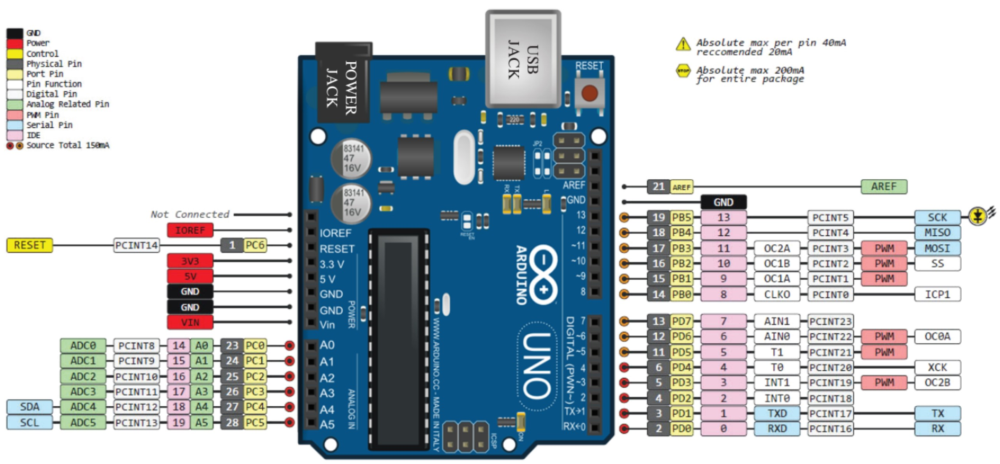 GND
Power
Control
Physical Pin
Port Pin
Pin Function
Digital Pin
Analog Related Pin
PWM Pin
Serial Pin
IDE
Source Total 150mA
Absolute max per pin 40mA
reccomended 20mA
STOP
Absolute max 200mA
for entire package
POWER
JACK
USB
JACK
RESET
220
JP2
83141
47
16V
83141
47
16V
RX
TX
L
RESET
EN
AREF
GND
13
12
~11
~10
~9
8
7
~6
~5
4
~3
2
TX→1
RX←0
DIGITAL (PWN~)
IOREF
RESET
3.3 V
5 V
GND
GND
Vin
POWER
A0
A1
A2
A3
A4
A5
ANALOG IN
ARDUINO
UNO
WWW.ARDUINO.CC - MADE IN ITALY
ICSP
ON
Not Connected
IOREF
RESET PCINT14 1 PC6
3V3
5V
GND
GND
VIN
ADC0 PCINT8 14 A0 23 PC0
ADC1 PCINT9 15 A1 24 PC1
ADC2 PCINT10 16 A2 25 PC2
ADC3 PCINT11 17 A3 26 PC3
SDA ADC4 PCINT12 18 A4 27 PC4
SCL ADC5 PCINT13 19 A5 28 PC5
21 AREF AREF
GND
19 PB5 13 PCINT5 SCK
18 PB4 12 PCINT4 MISO
17 PB3 11 OC2A PCINT3 PWM MOSI
16 PB2 10 OC1B PCINT2 PWM SS
15 PB1 9 OC1A PCINT1 PWM
14 PB0 8 CLKO PCINT0 ICP1
13 PD7 7 AIN1 PCINT23
12 PD6 6 AIN0 PCINT22 PWM OC0A
11 PD5 5 T1 PCINT21 PWM
6 PD4 4 T0 PCINT20 XCK
5 PD3 3 INT1 PCINT19 PWM OC2B
4 PD2 2 INT0 PCINT18
3 PD1 1 TXD PCINT17 TX
2 PD0 0 RXD PCINT16 RX